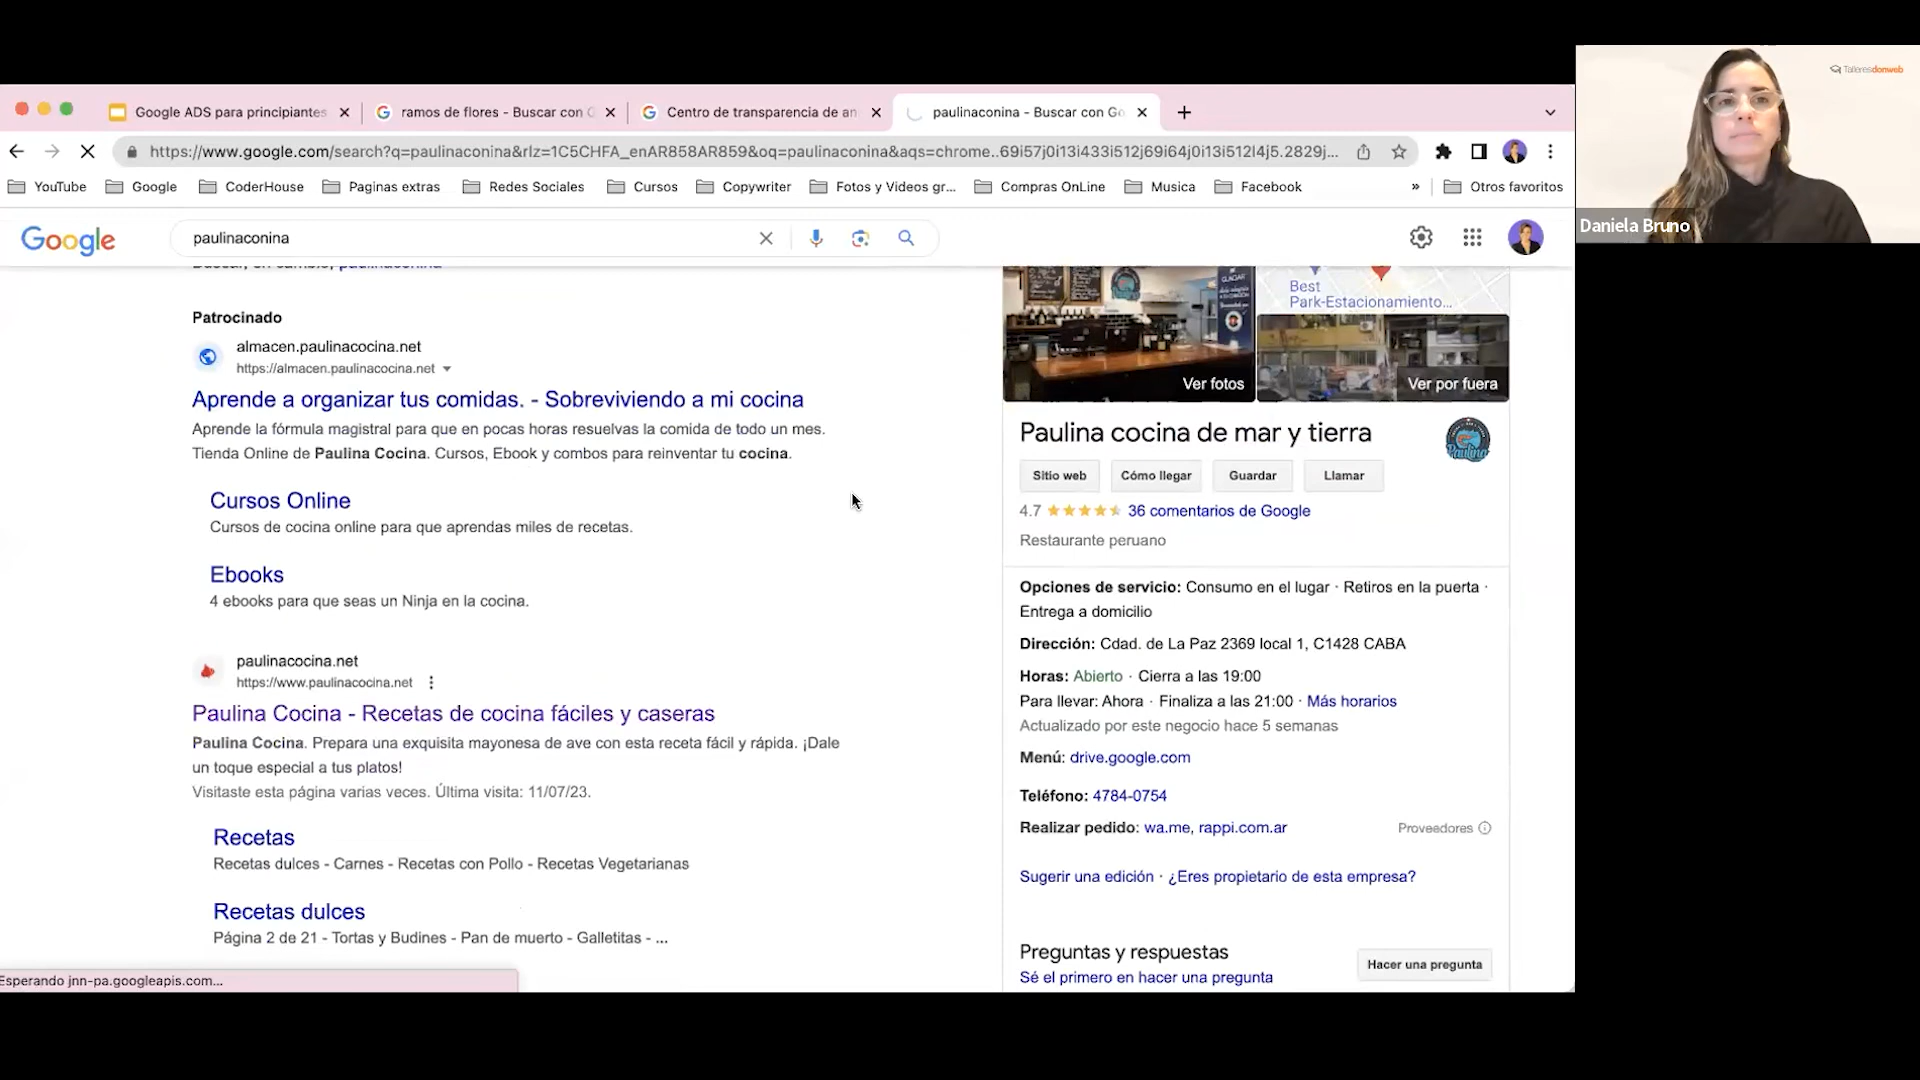 Talleresdonweb
Google ADS para principiantes
ramos de flores - Buscar con G
Centro de transparencia de an
paulinaconina - Buscar con Go
https://www.google.com/search?q=paulinaconina&rlz=1C5CHFA_enAR858AR859&oq=paulinaconina&aqs=chrome..69i57j0i13i433i512j69i64j0i13i512l4j5.2829j...
YouTube
Google
CoderHouse
Paginas extras
Redes Sociales
Cursos
Copywriter
Fotos y Videos gr...
Compras OnLine
Musica
Facebook
»
Otros favoritos
Daniela Bruno
Google
paulinaconina
Buscar, en cambio, paulinaconina
Patrocinado
almacen.paulinacocina.net
https://almacen.paulinacocina.net
Aprende a organizar tus comidas. - Sobreviviendo a mi cocina
Aprende la fórmula magistral para que en pocas horas resuelvas la comida de todo un mes.
Tienda Online de Paulina Cocina. Cursos, Ebook y combos para reinventar tu cocina.
Cursos Online
Cursos de cocina online para que aprendas miles de recetas.
Ebooks
4 ebooks para que seas un Ninja en la cocina.
paulinacocina.net
https://www.paulinacocina.net
Paulina Cocina - Recetas de cocina fáciles y caseras
Paulina Cocina. Prepara una exquisita mayonesa de ave con esta receta fácil y rápida. ¡Dale
un toque especial a tus platos!
Visitaste esta página varias veces. Última visita: 11/07/23.
Recetas
Recetas dulces - Carnes - Recetas con Pollo - Recetas Vegetarianas
Recetas dulces
Página 2 de 21 - Tortas y Budines - Pan de muerto - Galletitas - ...
Esperando jnn-pa.googleapis.com...
Best
Park-Estacionamiento...
Ver fotos
Ver por fuera
Paulina cocina de mar y tierra
Paulina
Sitio web
Cómo llegar
Guardar
Llamar
4.7
36 comentarios de Google
Restaurante peruano
Opciones de servicio: Consumo en el lugar · Retiros en la puerta ·
Entrega a domicilio
Dirección: Cdad. de La Paz 2369 local 1, C1428 CABA
Horas: Abierto · Cierra a las 19:00
Para llevar: Ahora · Finaliza a las 21:00 · Más horarios
Actualizado por este negocio hace 5 semanas
Menú: drive.google.com
Teléfono: 4784-0754
Realizar pedido: wa.me, rappi.com.ar
Proveedores
Sugerir una edición · ¿Eres propietario de esta empresa?
Preguntas y respuestas
Sé el primero en hacer una pregunta
Hacer una pregunta